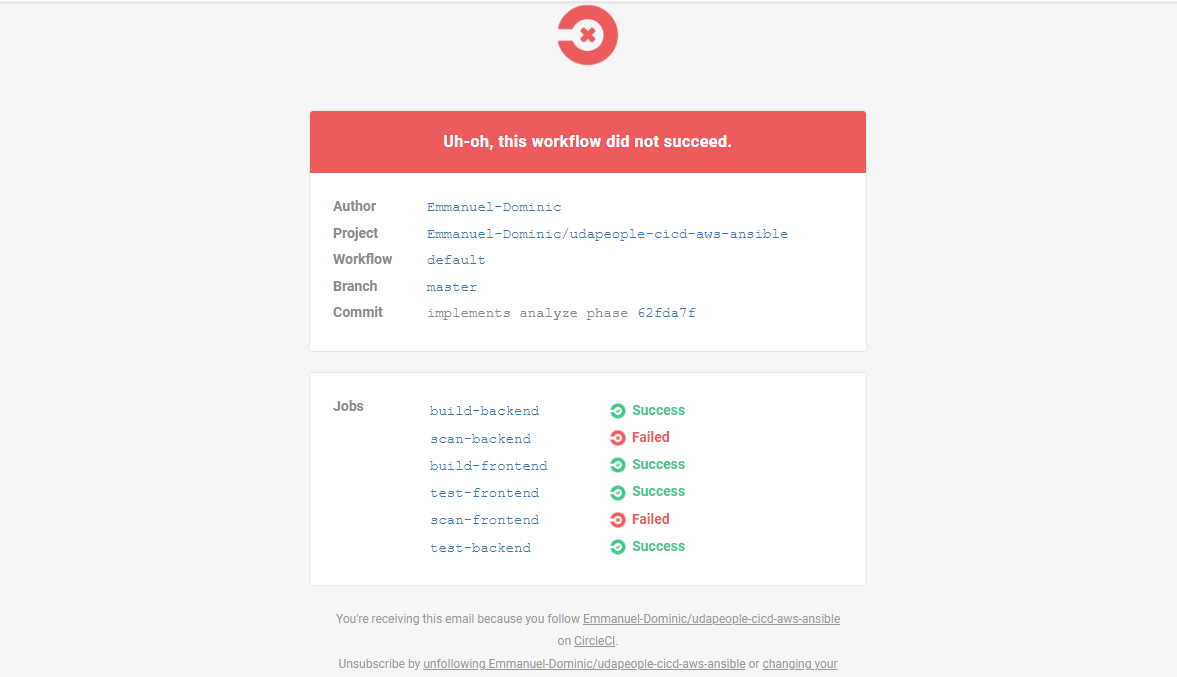 Uh-oh, this workflow did not succeed.
Author Emmanuel-Dominic
Project Emmanuel-Dominic/udapeople-cicd-aws-ansible
Workflow default
Branch master
Commit implements analyze phase 62fda7f
Jobs build-backend Success
scan-backend Failed
build-frontend Success
test-frontend Success
scan-frontend Failed
test-backend Success
You're receiving this email because you follow Emmanuel-Dominic/udapeople-cicd-aws-ansible
on CircleCI.
Unsubscribe by unfollowing Emmanuel-Dominic/udapeople-cicd-aws-ansible or changing your